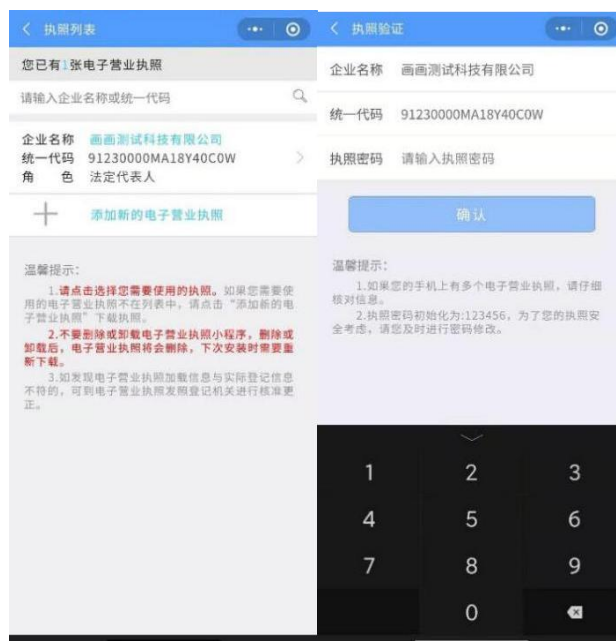 执照列表
您已有1张电子营业执照
请输入企业名称或统一代码
企业名称 画画测试科技有限公司
统一代码 91230000MA18Y40C0W
角 色 法定代表人
添加新的电子营业执照
温馨提示：
1.请点击选择您需要使用的执照。如果您需要使
用的电子营业执照不在列表中，请点击“添加新的电
子营业执照”下载执照。
2.不要删除或卸载电子营业执照小程序，删除或
卸载后，电子营业执照将会删除，下次安装时需要重
新下载。
3.如发现电子营业执照加载信息与实际登记信息
不符的，可到电子营业执照发照登记机关进行核准更
正。
执照验证
企业名称 画画测试科技有限公司
统一代码 91230000MA18Y40C0W
执照密码 请输入执照密码
确认
温馨提示：
1.如果您的手机上有多个电子营业执照，请仔细
核对信息。
2.执照密码初始化为:123456，为了您的执照安
全考虑，请您及时进行密码修改。
1 2 3
4 5 6
7 8 9
0